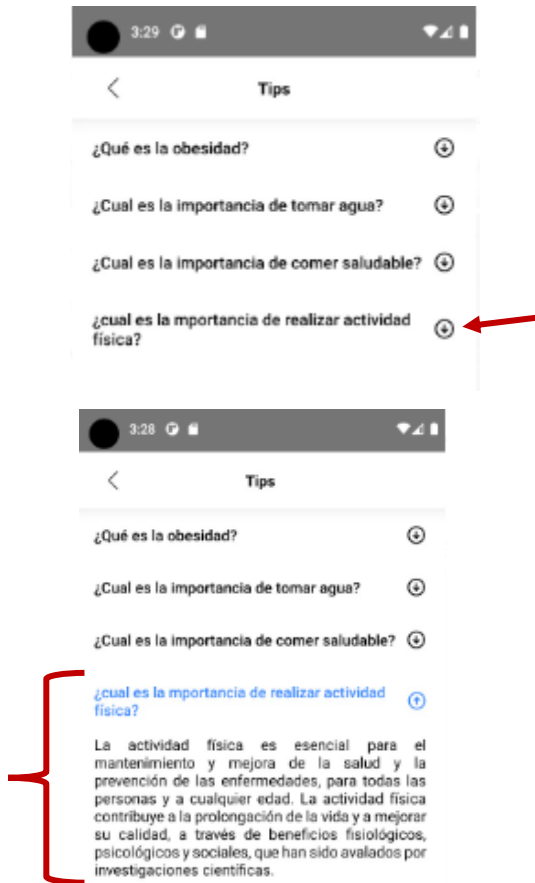 3:29
Tips
¿Qué es la obesidad?
¿Cual es la importancia de tomar agua?
¿Cual es la importancia de comer saludable?
¿cual es la mportancia de realizar actividad
física?
3:28
Tips
¿Qué es la obesidad?
¿Cual es la importancia de tomar agua?
¿Cual es la importancia de comer saludable?
¿cual es la mportancia de realizar actividad
física?
La actividad física es esencial para el
mantenimiento y mejora de la salud y la
prevención de las enfermedades, para todas las
personas y a cualquier edad. La actividad física
contribuye a la prolongación de la vida y a mejorar
su calidad, a través de beneficios fisiológicos,
psicológicos y sociales, que han sido avalados por
investigaciones científicas.